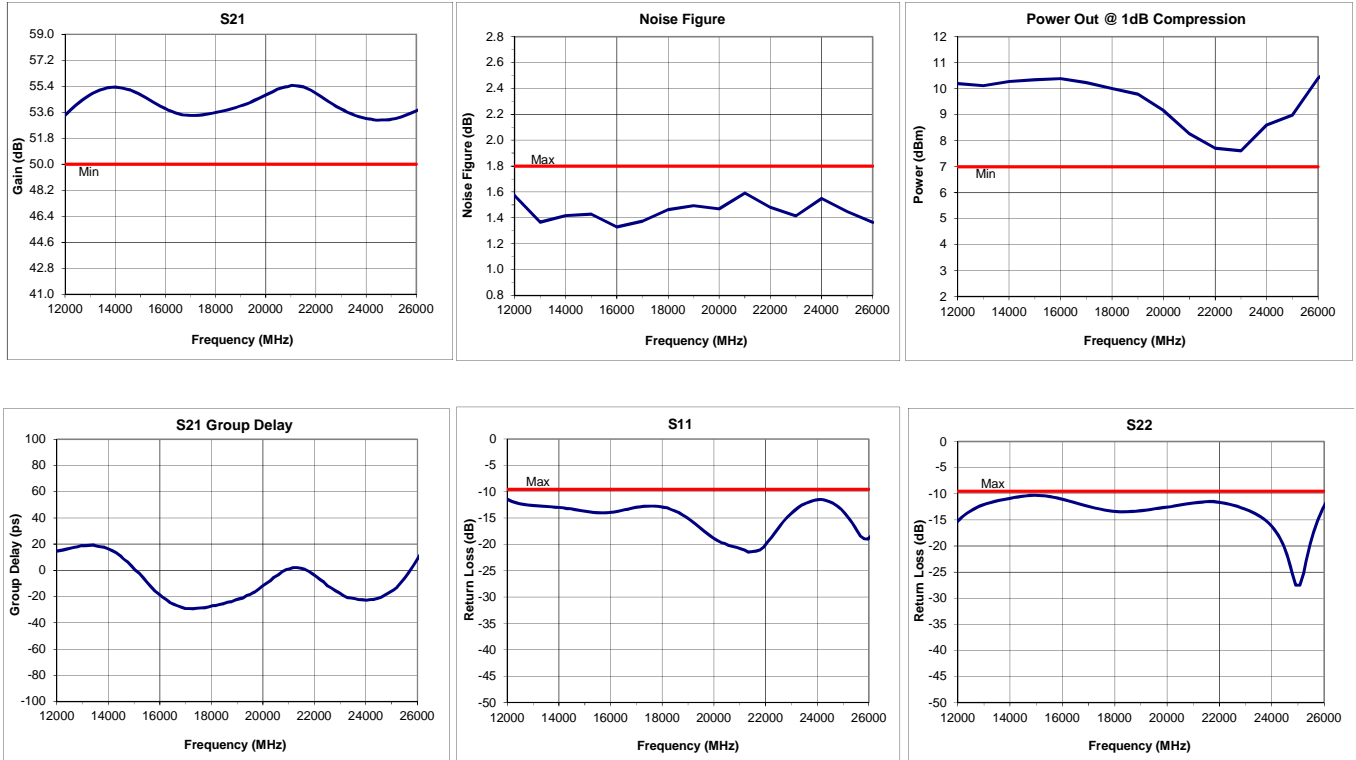 S21
59.0
57.2
55.4
53.6
51.8
50.0
48.2
46.4
44.6
42.8
41.0
Gain (dB)
Min
12000 14000 16000 18000 20000 22000 24000 26000
Frequency (MHz)
Noise Figure
2.8
2.6
2.4
2.2
2.0
1.8
1.6
1.4
1.2
1.0
0.8
Noise Figure (dB)
Max
12000 14000 16000 18000 20000 22000 24000 26000
Frequency (MHz)
Power Out @ 1dB Compression
12
11
10
9
8
7
6
5
4
3
2
Power (dBm)
Min
12000 14000 16000 18000 20000 22000 24000 26000
Frequency (MHz)
S21 Group Delay
100
80
60
40
20
0
-20
-40
-60
-80
-100
Group Delay (ps)
12000 14000 16000 18000 20000 22000 24000 26000
Frequency (MHz)
S11
0
-5
-10
-15
-20
-25
-30
-35
-40
-45
-50
Return Loss (dB)
Max
12000 14000 16000 18000 20000 22000 24000 26000
Frequency (MHz)
S22
0
-5
-10
-15
-20
-25
-30
-35
-40
-45
-50
Return Loss (dB)
Max
12000 14000 16000 18000 20000 22000 24000 26000
Frequency (MHz)